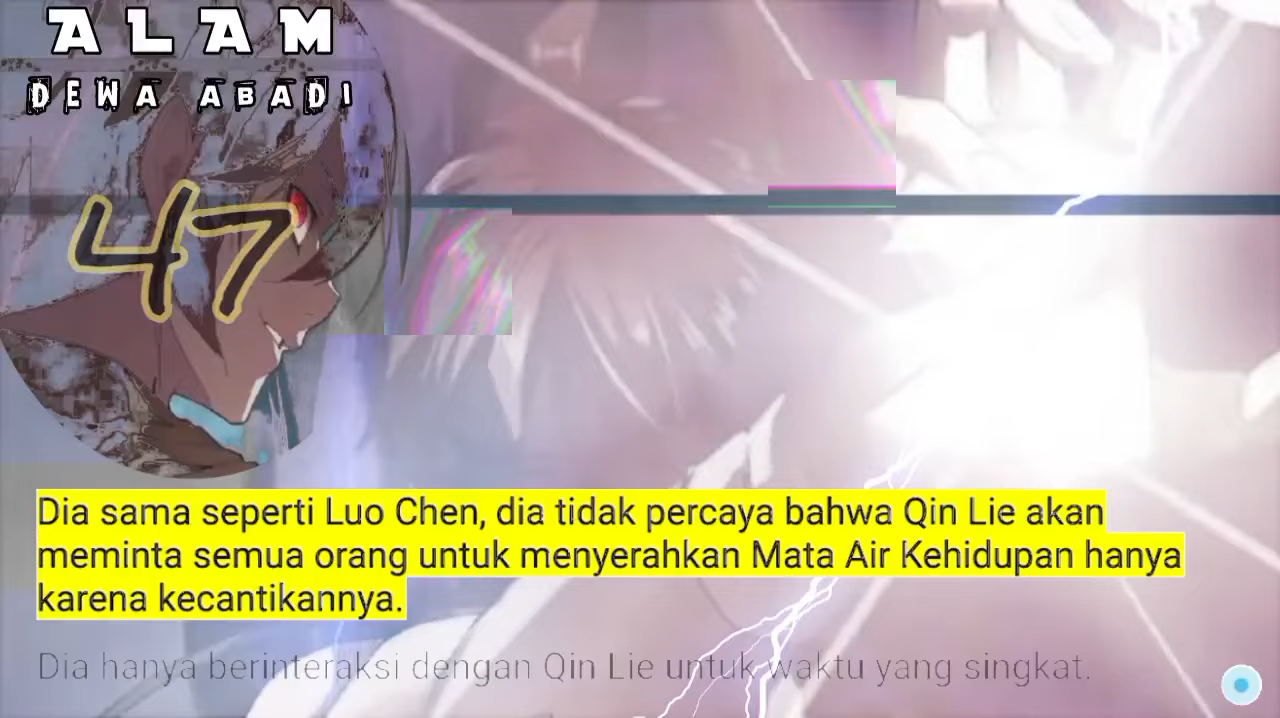 ALAM
DEWA ABADI
47
Dia sama seperti Luo Chen, dia tidak percaya bahwa Qin Lie akan
meminta semua orang untuk menyerahkan Mata Air Kehidupan hanya
karena kecantikannya.
Dia hanya berinteraksi dengan Qin Lie untuk waktu yang singkat.